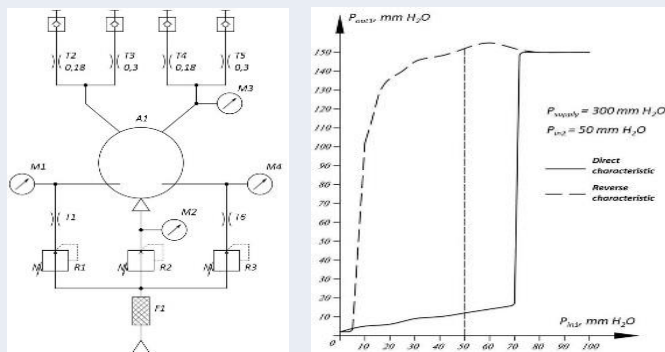 T2
0,18
T3
0,3
T4
0,18
T5
0,3
M3
A1
M1
M4
T1
M2
T6
R1
R2
R3
F1
P_out1, mm H₂O
150
140
130
120
110
100
90
80
70
60
50
40
30
20
10
P_supply = 300 mm H₂O
P_in2 = 50 mm H₂O
Direct
characteristic
Reverse
characteristic
P_in1, mm H₂O
10 20 30 40 50 60 70 80 90 100